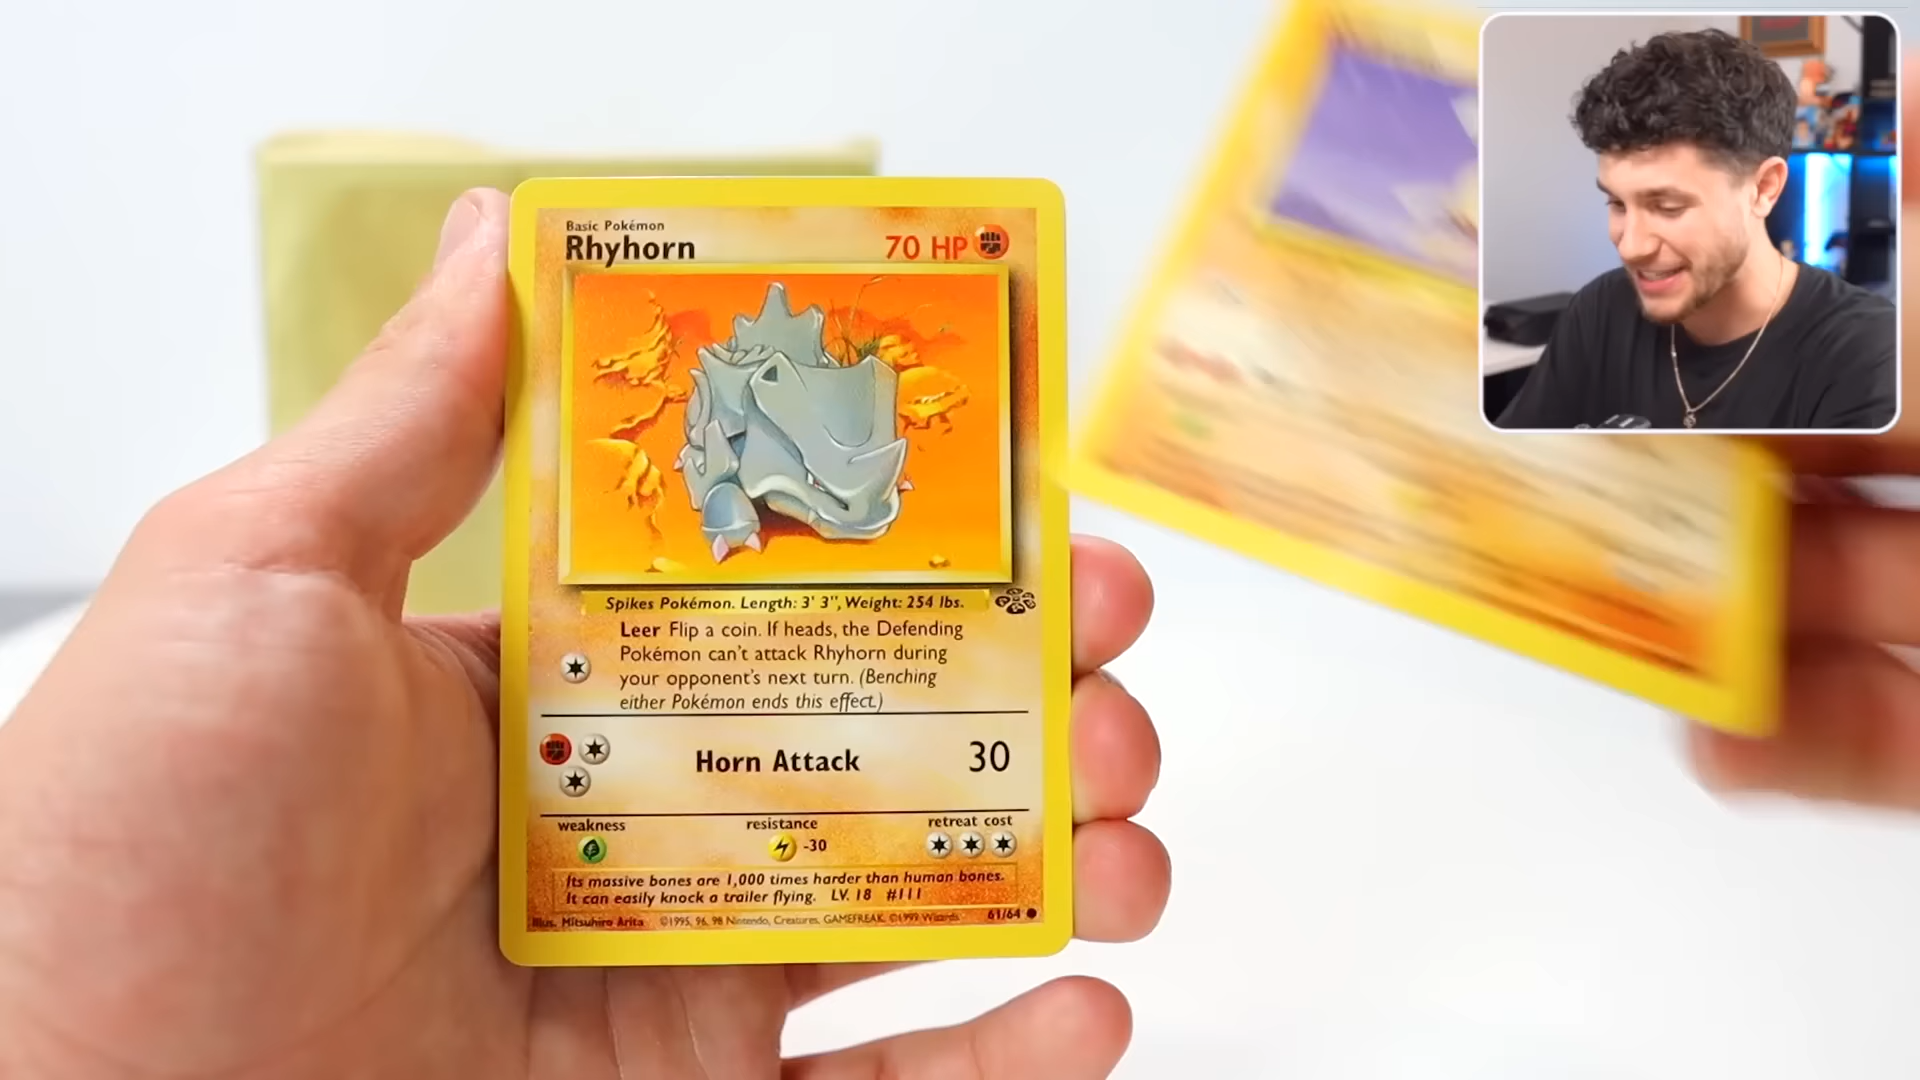 Basic Pokémon
Rhyhorn
70 HP
Spikes Pokémon. Length: 3' 3", Weight: 254 lbs.
Leer Flip a coin. If heads, the Defending
Pokémon can't attack Rhyhorn during
your opponent's next turn. (Benching
either Pokémon ends this effect.)
Horn Attack 30
weakness resistance retreat cost
-30
Its massive bones are 1,000 times harder than human bones.
It can easily knock a trailer flying. LV. 18 #111
Illus. Mitsuhiro Arita ©1995, 96, 98 Nintendo, Creatures, GAMEFREAK. ©1999 Wizards. 61/64